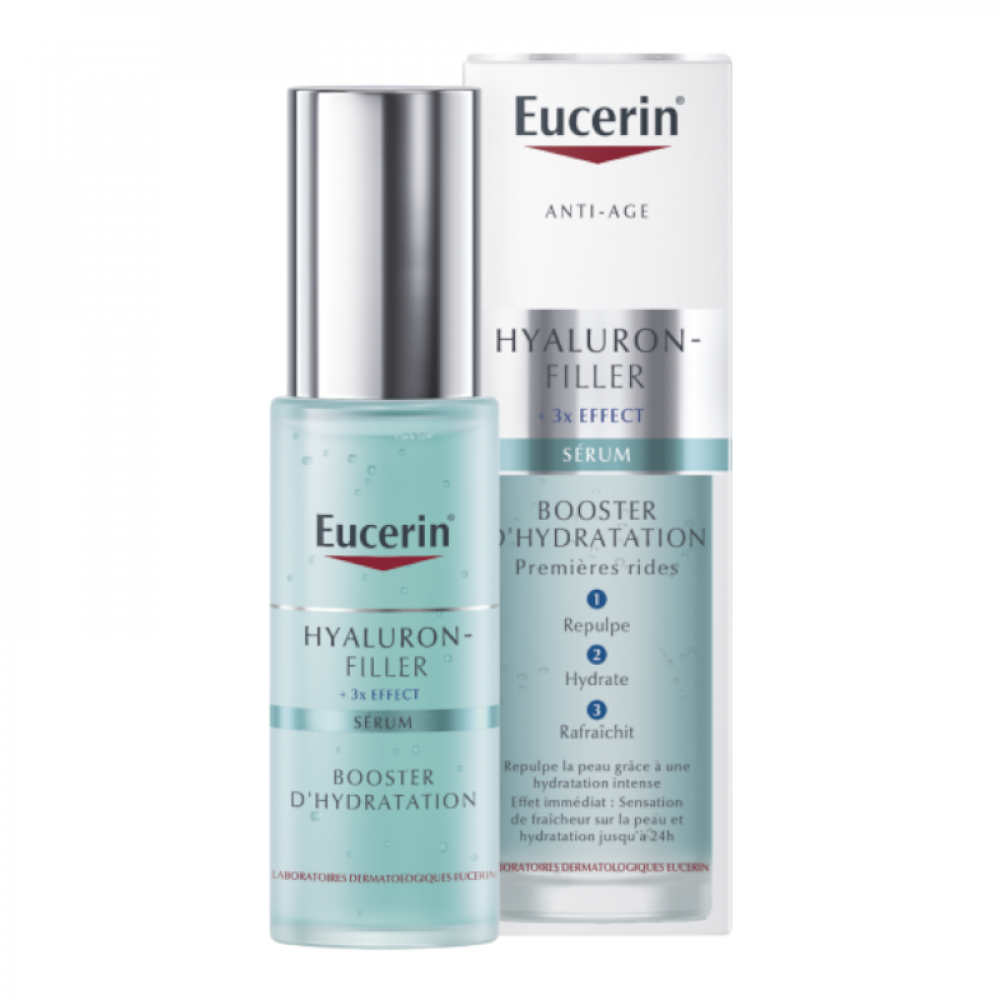 Eucerin®
HYALURON-
FILLER
+ 3x EFFECT
SÉRUM
BOOSTER
D'HYDRATATION
LABORATOIRES DERMATOLOGIQUES EUCERIN
Eucerin®
ANTI-AGE
HYALURON-
FILLER
+ 3x EFFECT
SÉRUM
BOOSTER
D'HYDRATATION
Premières rides
1
Repulpe
2
Hydrate
3
Rafraîchit
Repulpe la peau grâce à une
hydratation intense
Effet immédiat : Sensation
de fraîcheur sur la peau et
hydratation jusqu'à 24h
DERMATOLOGIQUES EUCERIN